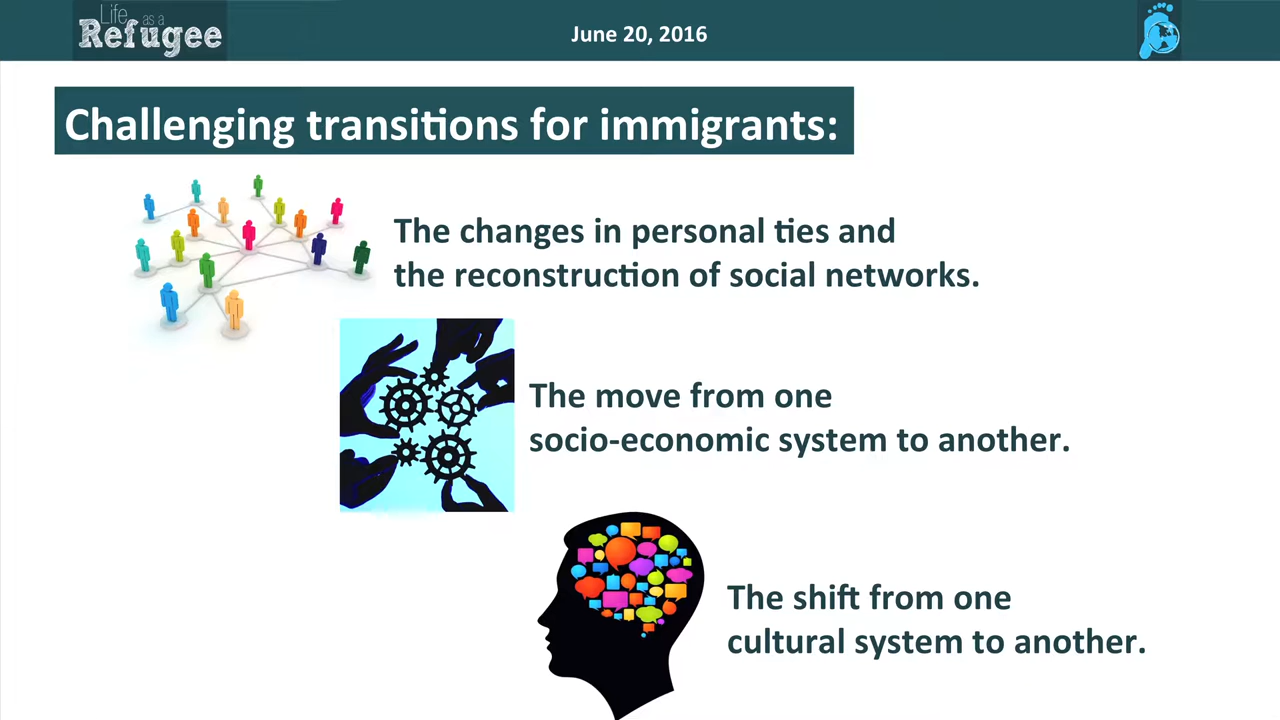 Life as a
Refugee
June 20, 2016
Challenging transitions for immigrants:
The changes in personal ties and
the reconstruction of social networks.
The move from one
socio-economic system to another.
The shift from one
cultural system to another.